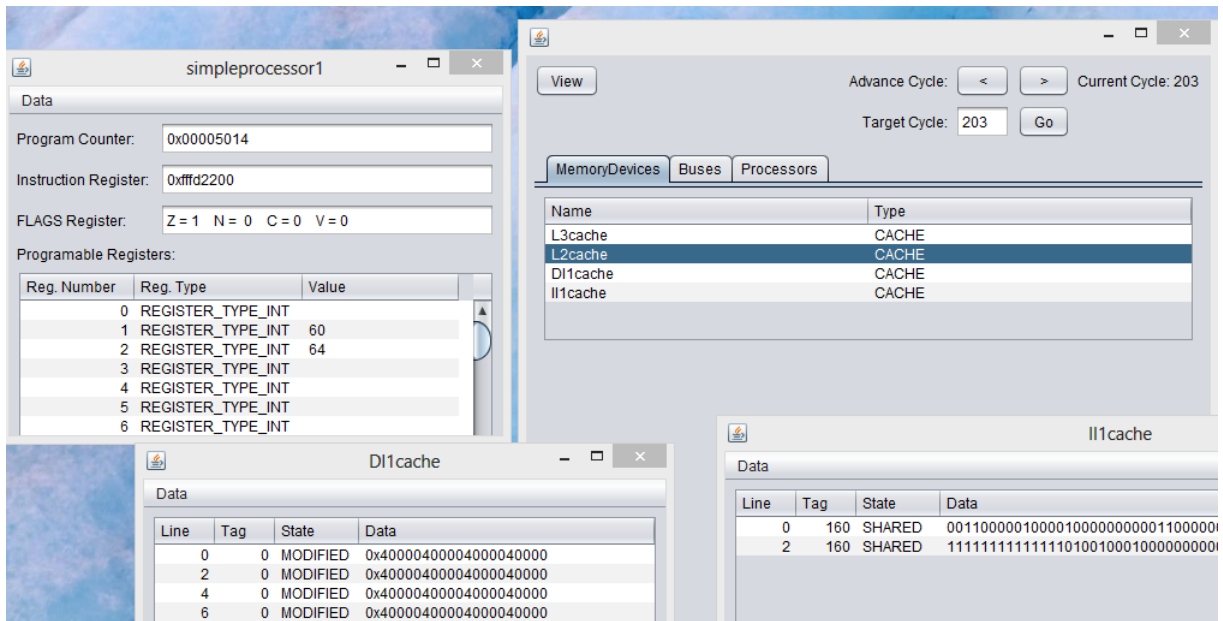 simpleprocessor1
Data
Program Counter: 0x00005014
Instruction Register: 0xfffd2200
FLAGS Register: Z = 1 N = 0 C = 0 V = 0
Programable Registers:
Reg. Number Reg. Type Value
0 REGISTER_TYPE_INT
1 REGISTER_TYPE_INT 60
2 REGISTER_TYPE_INT 64
3 REGISTER_TYPE_INT
4 REGISTER_TYPE_INT
5 REGISTER_TYPE_INT
6 REGISTER_TYPE_INT
View Advance Cycle: < > Current Cycle: 203
Target Cycle: 203 Go
MemoryDevices Buses Processors
Name Type
L3cache CACHE
L2cache CACHE
Dl1cache CACHE
Il1cache CACHE
Dl1cache
Data
Line Tag State Data
0 0 MODIFIED 0x40000400004000040000
2 0 MODIFIED 0x40000400004000040000
4 0 MODIFIED 0x40000400004000040000
6 0 MODIFIED 0x40000400004000040000
Il1cache
Data
Line Tag State Data
0 160 SHARED
2 160 SHARED